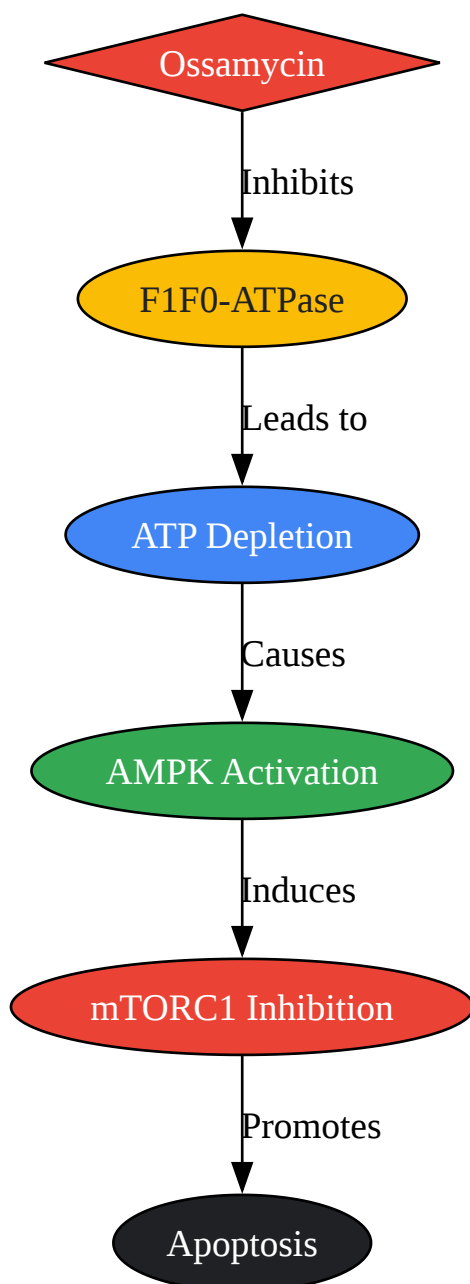 Ossamycin
Inhibits
F1F0-ATPase
Leads to
ATP Depletion
Causes
AMPK Activation
Induces
mTORC1 Inhibition
Promotes
Apoptosis